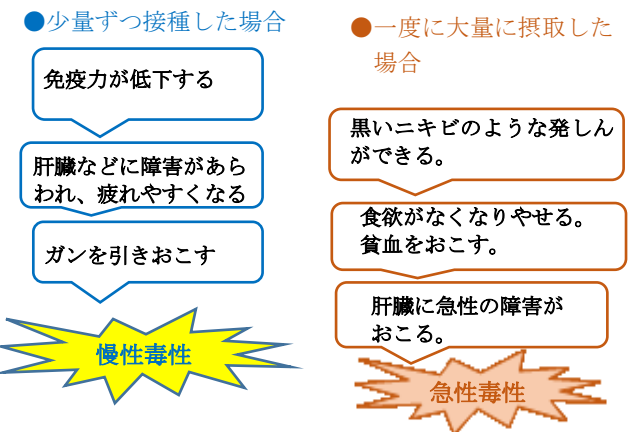 ●少量ずつ接種した場合
免疫力が低下する
肝臓などに障害があら
われ、疲れやすくなる
ガンを引きおこす
慢性毒性
●一度に大量に摂取した
場合
黒いニキビのような発しん
ができる。
食欲がなくなりやせる。
貧血をおこす。
肝臓に急性の障害が
おこる。
急性毒性